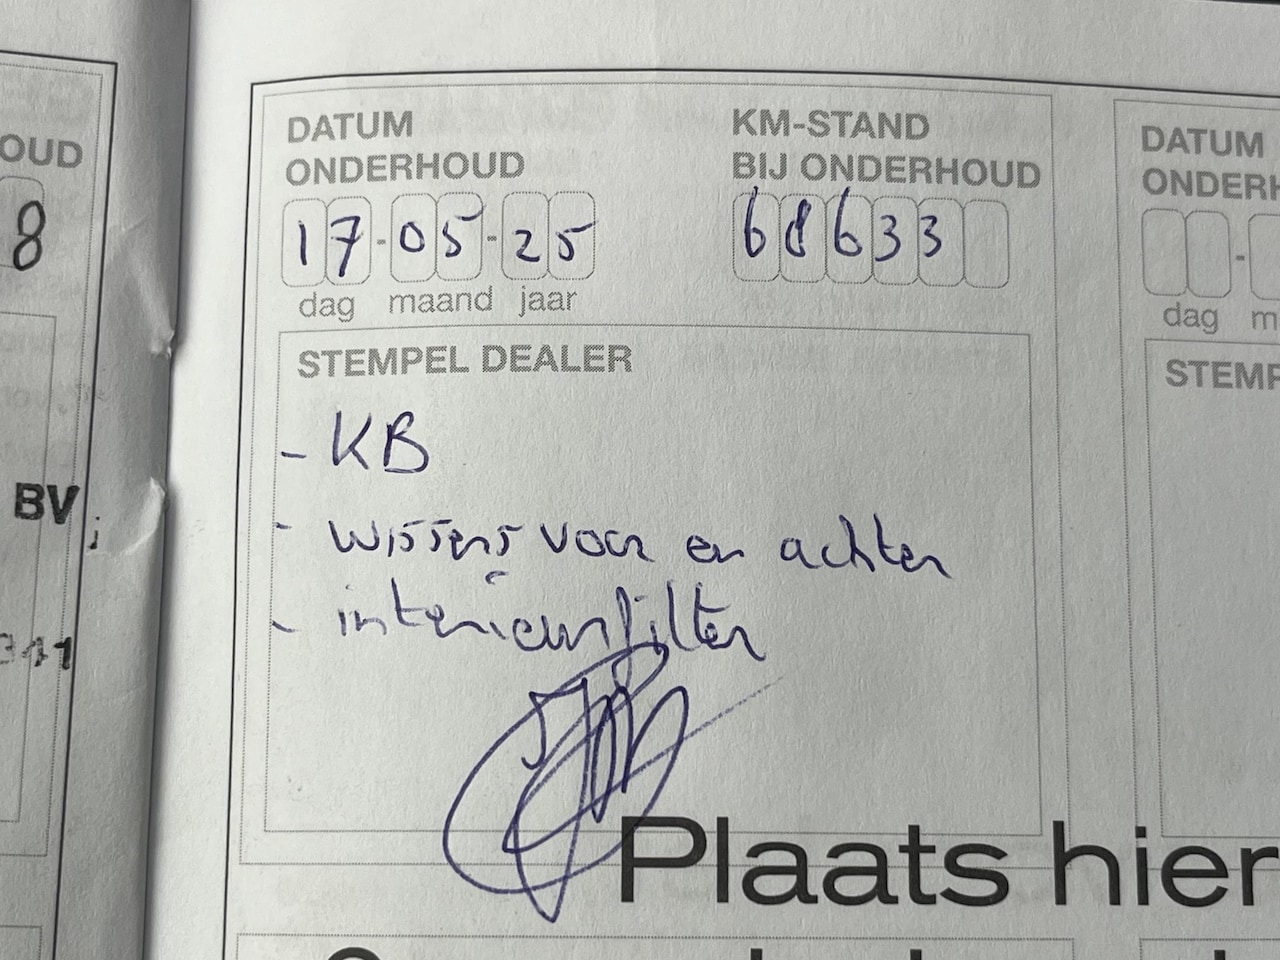 OUD
8
BV
341
DATUM
ONDERHOUD
17-05-25
dag maand jaar
KM-STAND
BIJ ONDERHOUD
68633
STEMPEL DEALER
- KB
- wissers voor en achter
- interieurfilter
Plaats hier
DATUM
ONDERH
-
dag m
STEMP